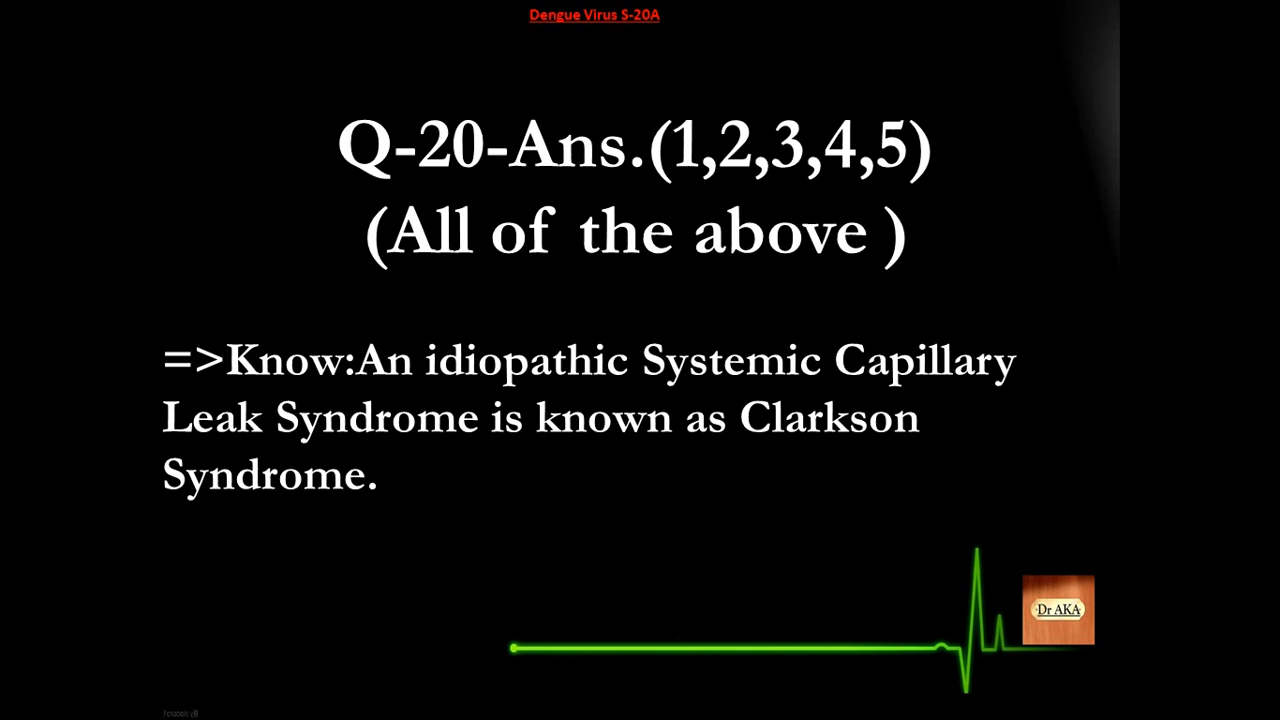 Dengue Virus S-20A
Q-20-Ans.(1,2,3,4,5)
(All of the above )
=>Know:An idiopathic Systemic Capillary
Leak Syndrome is known as Clarkson
Syndrome.
Dr AKA